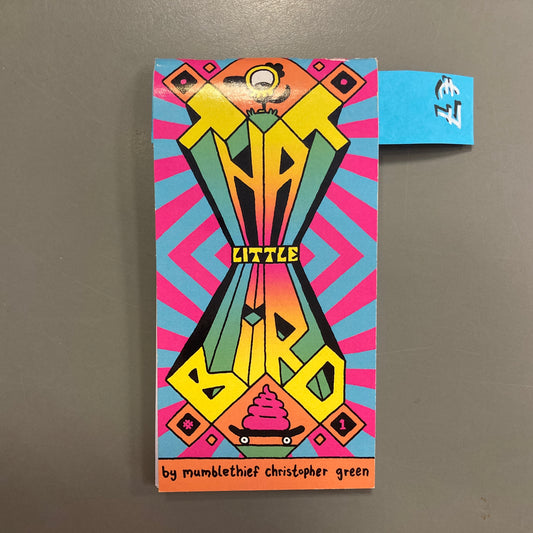 THAT
LITTLE
BIRD
* 1
by mumblethief christopher green
€7